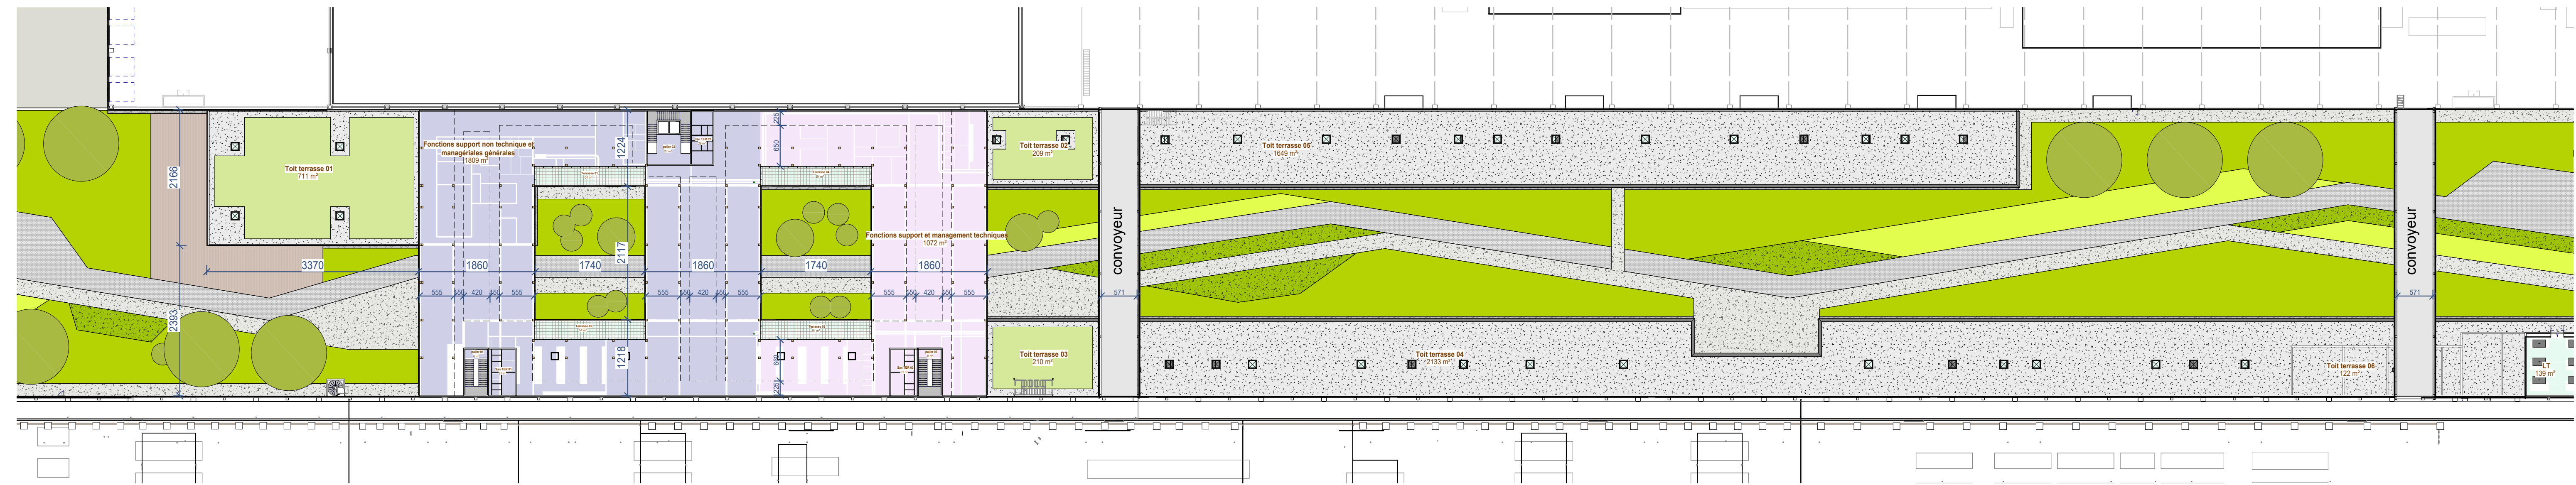 Toit terrasse 01
711 m²
Fonctions support non technique et
managériales générales
1809 m²
Toit terrasse 02
209 m²
Toit terrasse 05
1649 m²
Fonctions support et management techniques
1072 m²
convoyeur
convoyeur
2166
2393
1224
2117
1218
225
650
225
3370
1860
1740
1860
1740
1860
555
420
555
555
420
555
555
420
555
571
571
Toit terrasse 03
210 m²
Toit terrasse 04
2133 m²
Toit terrasse 06
122 m²
LT
139 m²